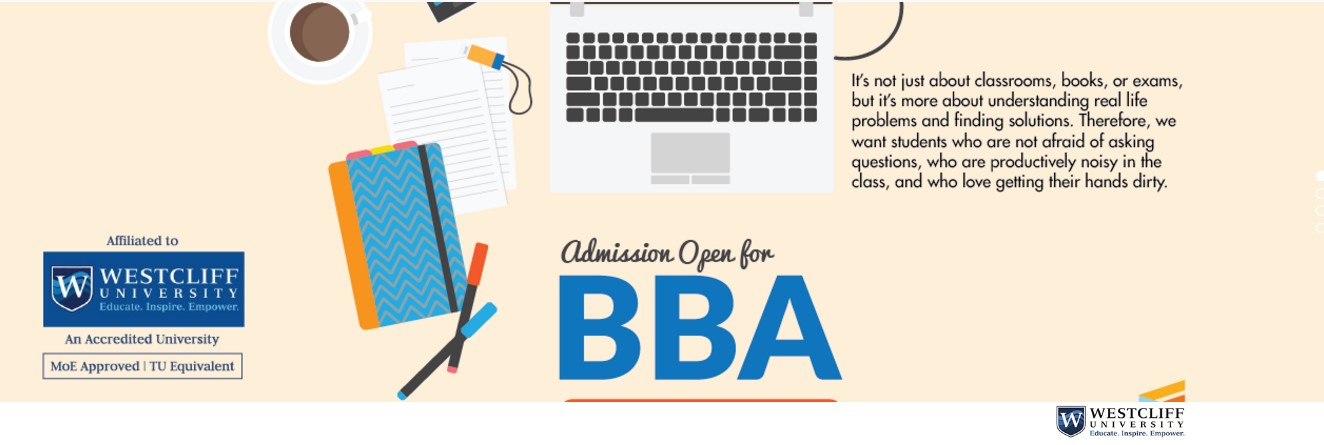 It's not just about classrooms, books, or exams,
but it's more about understanding real life
problems and finding solutions. Therefore, we
want students who are not afraid of asking
questions, who are productively noisy in the
class, and who love getting their hands dirty.
Affiliated to
WESTCLIFF
UNIVERSITY
Educate. Inspire. Empower.
An Accredited University
MoE Approved | TU Equivalent
Admission Open for
BBA
WESTCLIFF
UNIVERSITY
Educate. Inspire. Empower.